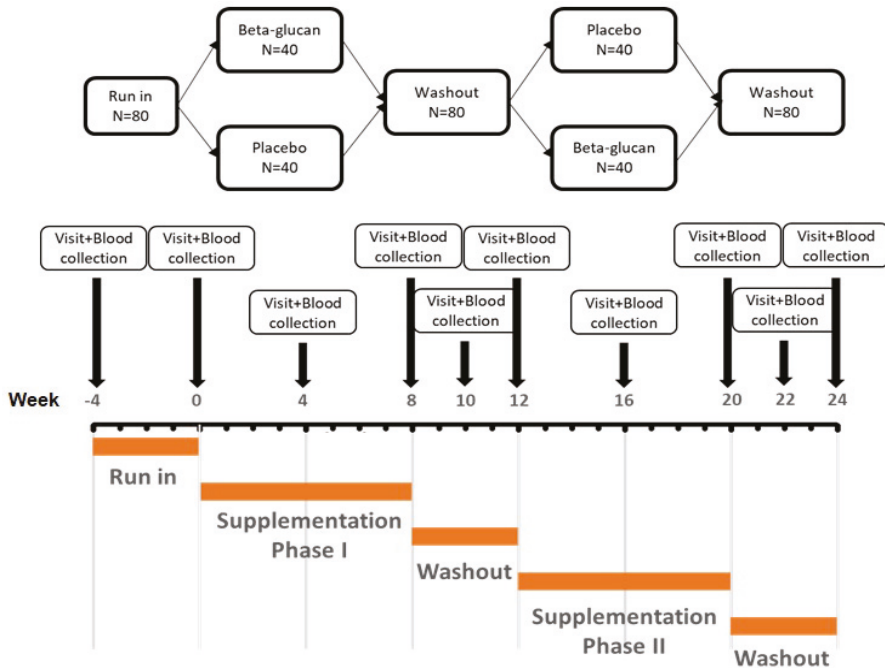 Beta-glucan
N=40
Placebo
N=40
Run in
N=80
Washout
N=80
Washout
N=80
Placebo
N=40
Beta-glucan
N=40
Visit+Blood
collection
Visit+Blood
collection
Visit+Blood
collection
Visit+Blood
collection
Visit+Blood
collection
Visit+Blood
collection
Visit+Blood
collection
Visit+Blood
collection
Visit+Blood
collection
Visit+Blood
collection
Week -4 0 4 8 10 12 16 20 22 24
Run in
Supplementation
Phase I
Washout
Supplementation
Phase II
Washout